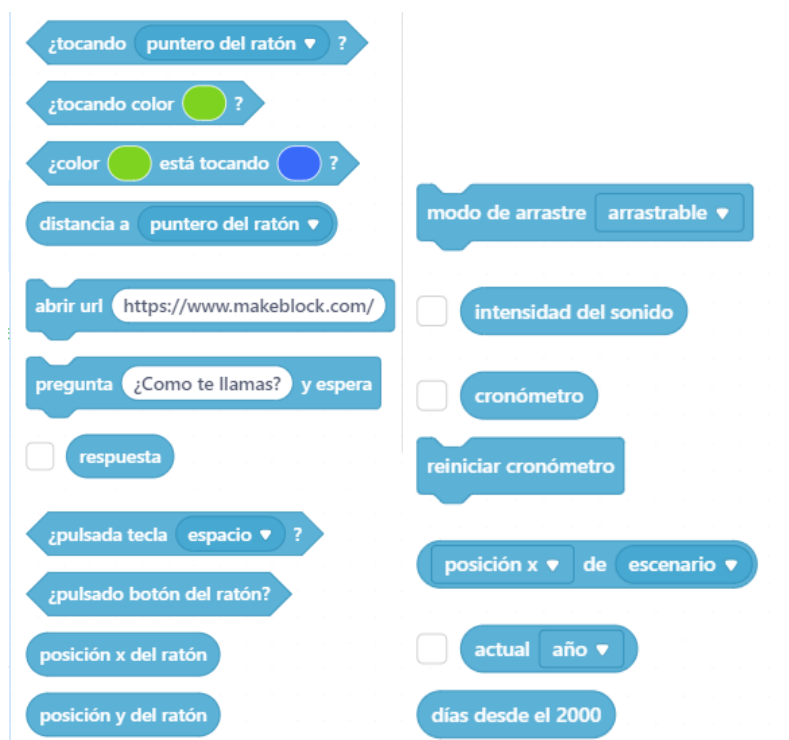 ¿tocando puntero del ratón ?
¿tocando color ?
¿color está tocando ?
distancia a puntero del ratón
abrir url https://www.makeblock.com/
pregunta ¿Como te llamas? y espera
respuesta
¿pulsada tecla espacio ?
¿pulsado botón del ratón?
posición x del ratón
posición y del ratón
modo de arrastre arrastrable
intensidad del sonido
cronómetro
reiniciar cronómetro
posición x de escenario
actual año
días desde el 2000